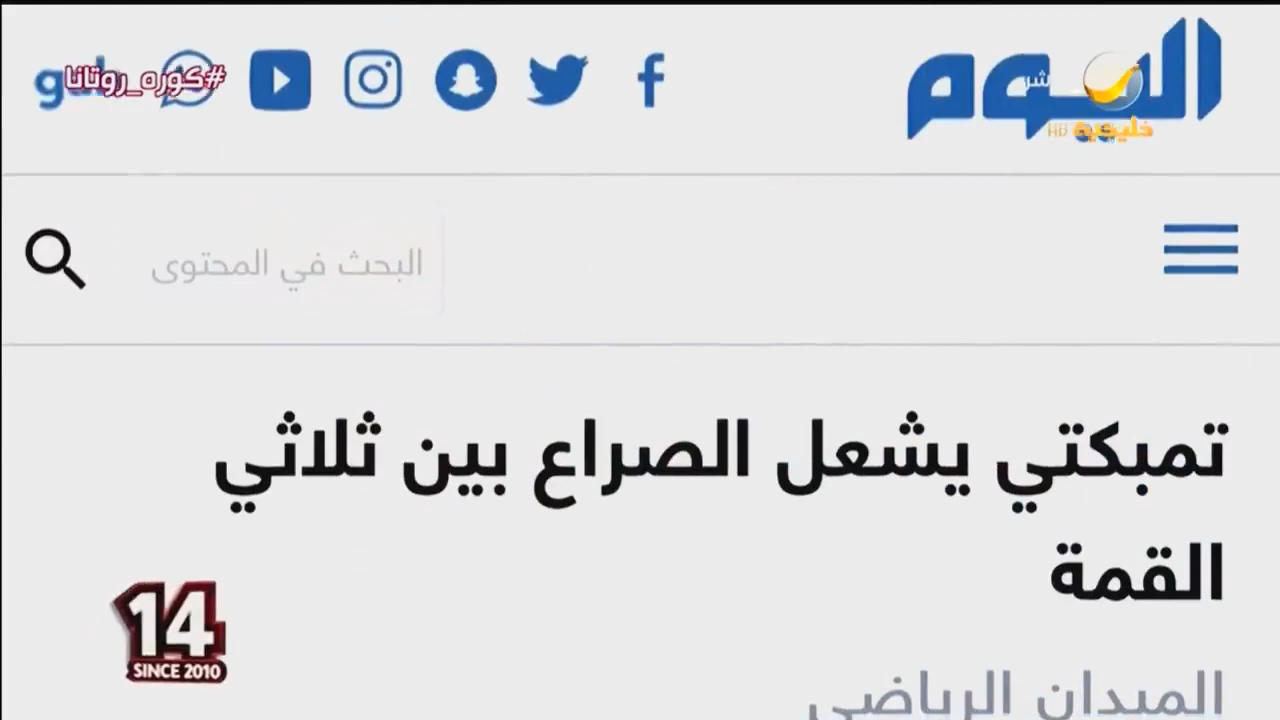 اليوم
خليجية HD
#كوره_روتانا
البحث في المحتوى
تمبكتي يشعل الصراع بين ثلاثي
القمة
14
SINCE 2010
الميدان الرياضي